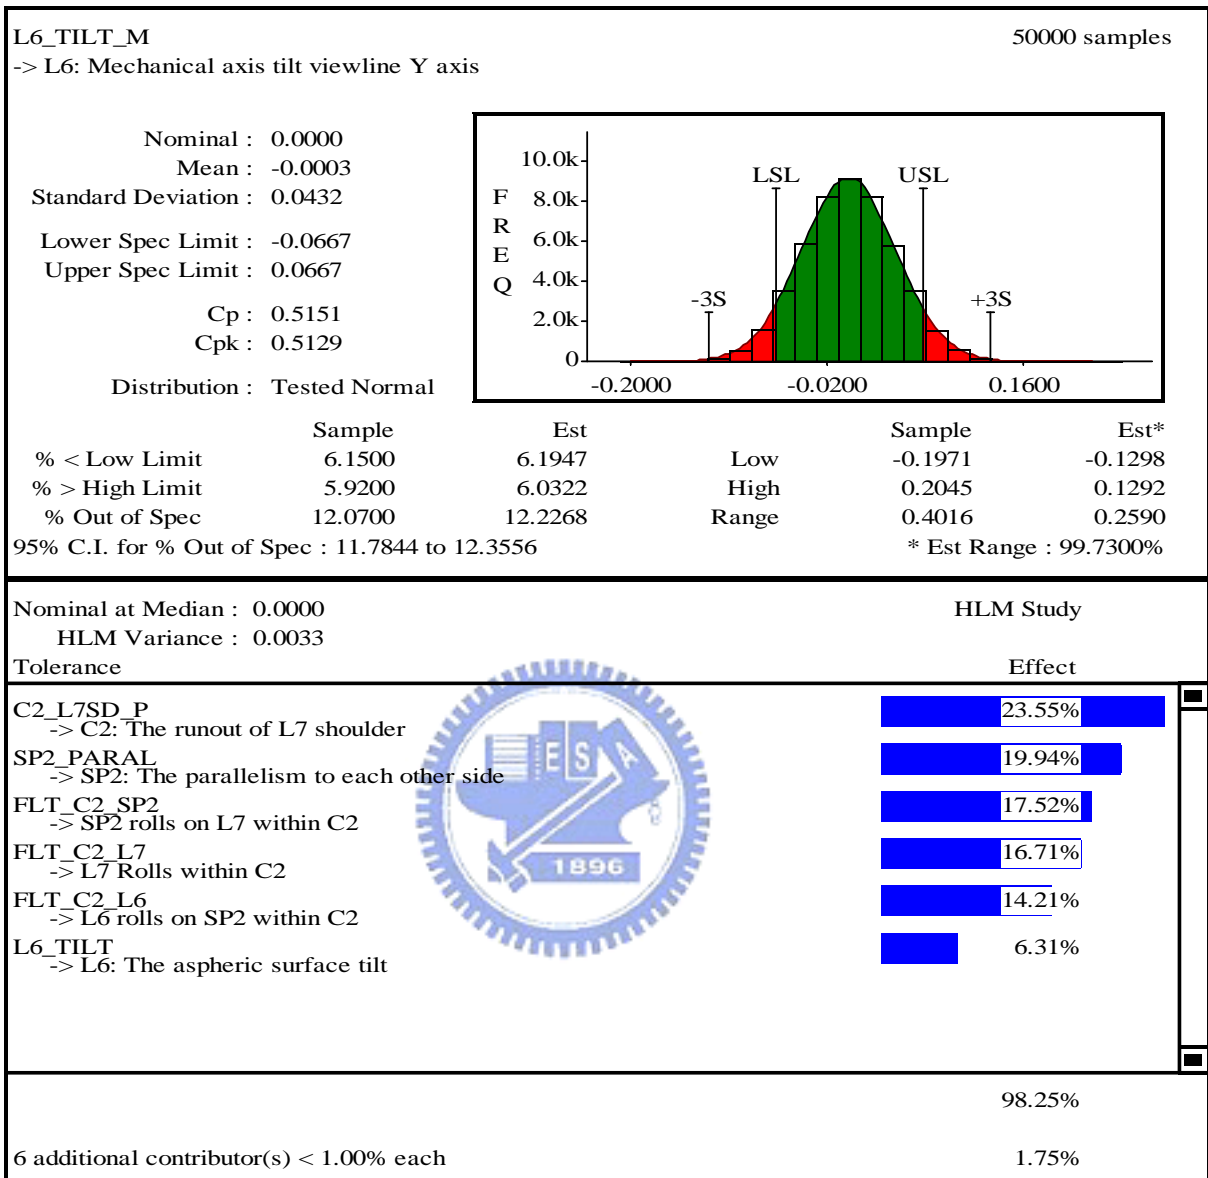 L6_TILT_M 50000 samples
-> L6: Mechanical axis tilt viewline Y axis
Nominal : 0.0000
Mean : -0.0003
Standard Deviation : 0.0432
Lower Spec Limit : -0.0667
Upper Spec Limit : 0.0667
Cp : 0.5151
Cpk : 0.5129
Distribution : Tested Normal
FREQ
10.0k
8.0k
6.0k
4.0k
2.0k
0
LSL USL
-3S +3S
-0.2000 -0.0200 0.1600
Sample Est Sample Est*
% < Low Limit 6.1500 6.1947 Low -0.1971 -0.1298
% > High Limit 5.9200 6.0322 High 0.2045 0.1292
% Out of Spec 12.0700 12.2268 Range 0.4016 0.2590
95% C.I. for % Out of Spec : 11.7844 to 12.3556 * Est Range : 99.7300%
Nominal at Median : 0.0000 HLM Study
HLM Variance : 0.0033
Tolerance Effect
C2_L7SD_P 23.55%
-> C2: The runout of L7 shoulder
SP2_PARAL 19.94%
-> SP2: The parallelism to each other side
FLT_C2_SP2 17.52%
-> SP2 rolls on L7 within C2
FLT_C2_L7 16.71%
-> L7 Rolls within C2
FLT_C2_L6 14.21%
-> L6 rolls on SP2 within C2
L6_TILT 6.31%
-> L6: The aspheric surface tilt
ESA
1896
98.25%
6 additional contributor(s) < 1.00% each 1.75%